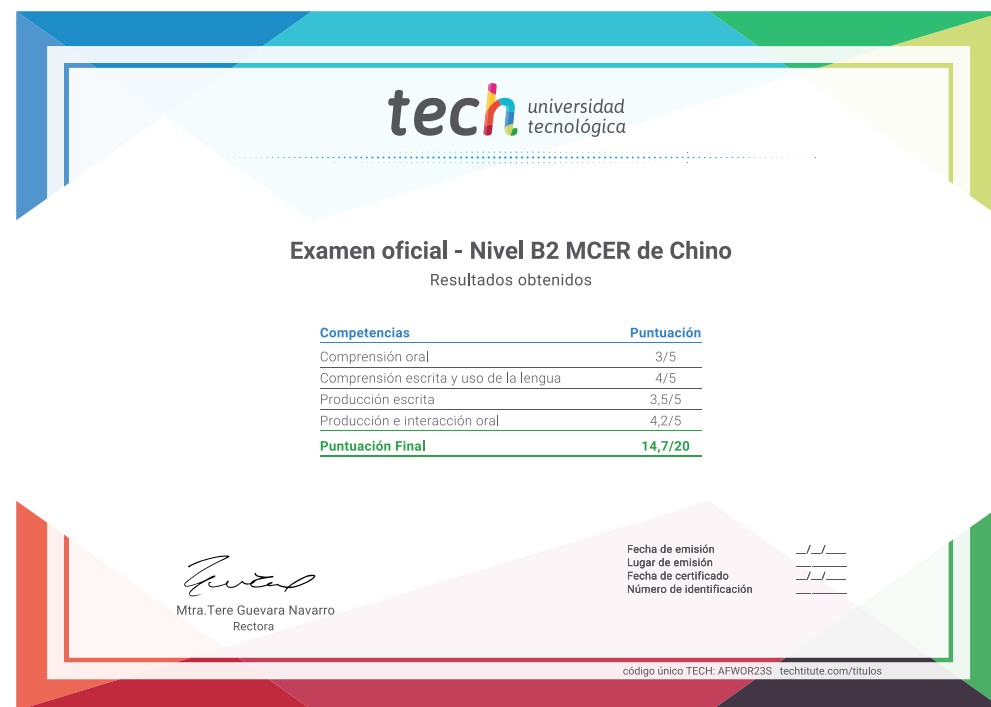 tech universidad
tecnológica
Examen oficial - Nivel B2 MCER de Chino
Resultados obtenidos
Competencias Puntuación
Comprensión oral 3/5
Comprensión escrita y uso de la lengua 4/5
Producción escrita 3,5/5
Producción e interacción oral 4,2/5
Puntuación Final 14,7/20
Mtra.Tere Guevara Navarro
Rectora
Fecha de emisión __/__/____
Lugar de emisión ________
Fecha de certificado __/__/____
Número de identificación ________
código único TECH: AFWOR23S techtitute.com/titulos